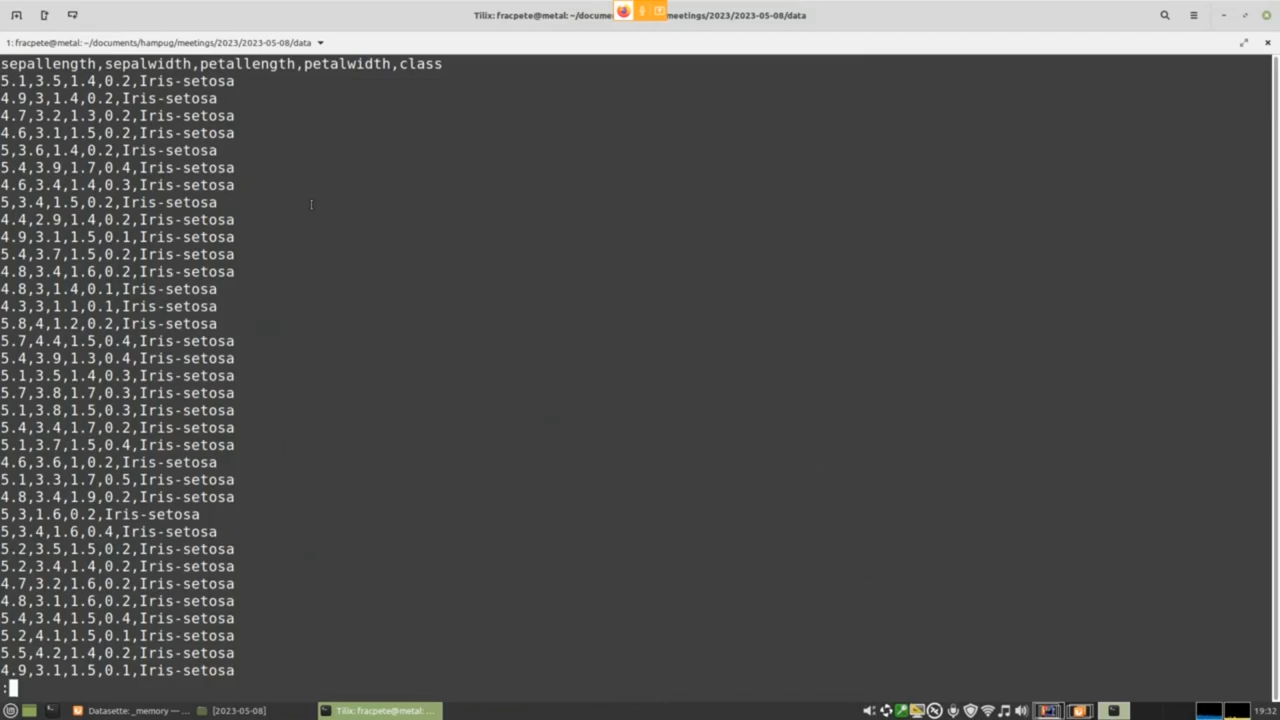 Tilix: fracpete@metal: ~/docume
meetings/2023/2023-05-08/data
1: fracpete@metal: ~/documents/hampug/meetings/2023/2023-05-08/data
sepallength,sepalwidth,petallength,petalwidth,class
5.1,3.5,1.4,0.2,Iris-setosa
4.9,3,1.4,0.2,Iris-setosa
4.7,3.2,1.3,0.2,Iris-setosa
4.6,3.1,1.5,0.2,Iris-setosa
5,3.6,1.4,0.2,Iris-setosa
5.4,3.9,1.7,0.4,Iris-setosa
4.6,3.4,1.4,0.3,Iris-setosa
5,3.4,1.5,0.2,Iris-setosa
4.4,2.9,1.4,0.2,Iris-setosa
4.9,3.1,1.5,0.1,Iris-setosa
5.4,3.7,1.5,0.2,Iris-setosa
4.8,3.4,1.6,0.2,Iris-setosa
4.8,3,1.4,0.1,Iris-setosa
4.3,3,1.1,0.1,Iris-setosa
5.8,4,1.2,0.2,Iris-setosa
5.7,4.4,1.5,0.4,Iris-setosa
5.4,3.9,1.3,0.4,Iris-setosa
5.1,3.5,1.4,0.3,Iris-setosa
5.7,3.8,1.7,0.3,Iris-setosa
5.1,3.8,1.5,0.3,Iris-setosa
5.4,3.4,1.7,0.2,Iris-setosa
5.1,3.7,1.5,0.4,Iris-setosa
4.6,3.6,1,0.2,Iris-setosa
5.1,3.3,1.7,0.5,Iris-setosa
4.8,3.4,1.9,0.2,Iris-setosa
5,3,1.6,0.2,Iris-setosa
5,3.4,1.6,0.4,Iris-setosa
5.2,3.5,1.5,0.2,Iris-setosa
5.2,3.4,1.4,0.2,Iris-setosa
4.7,3.2,1.6,0.2,Iris-setosa
4.8,3.1,1.6,0.2,Iris-setosa
5.4,3.4,1.5,0.4,Iris-setosa
5.2,4.1,1.5,0.1,Iris-setosa
5.5,4.2,1.4,0.2,Iris-setosa
4.9,3.1,1.5,0.1,Iris-setosa
:
Datasette: _memory — ...
[2023-05-08]
Tilix: fracpete@metal: ...
19:32